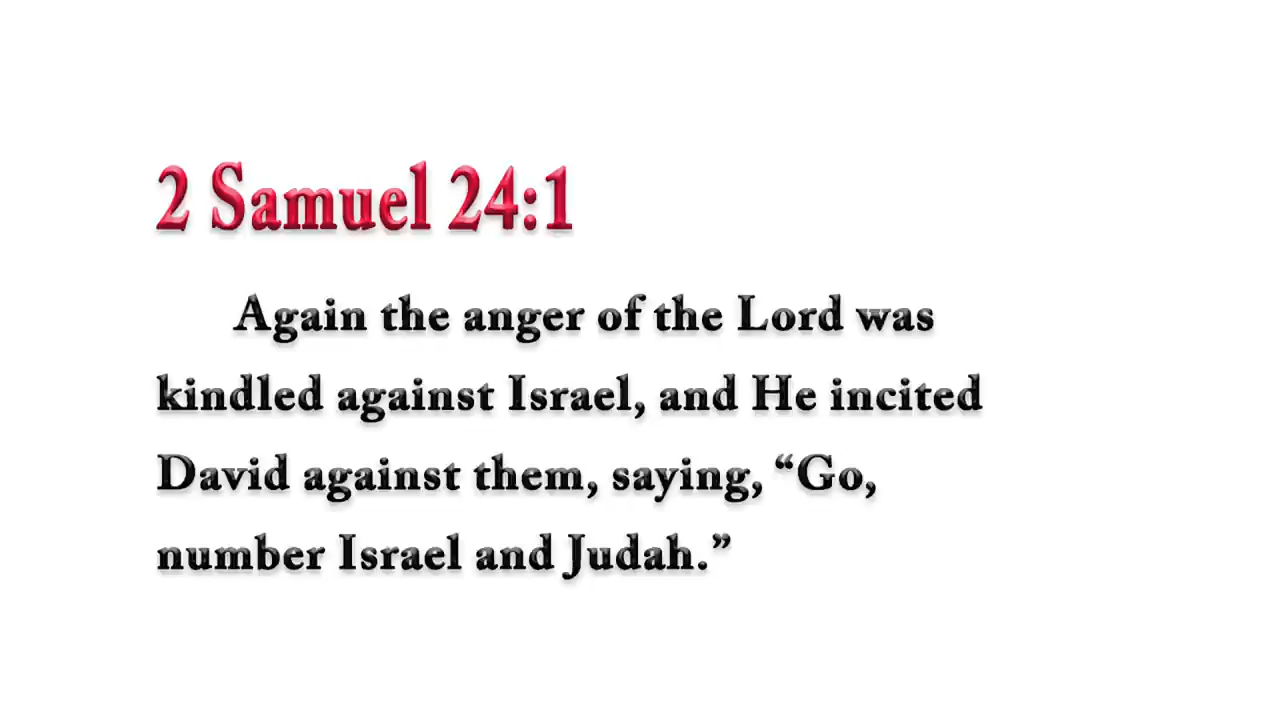 2 Samuel 24:1
Again the anger of the Lord was
kindled against Israel, and He incited
David against them, saying, “Go,
number Israel and Judah.”